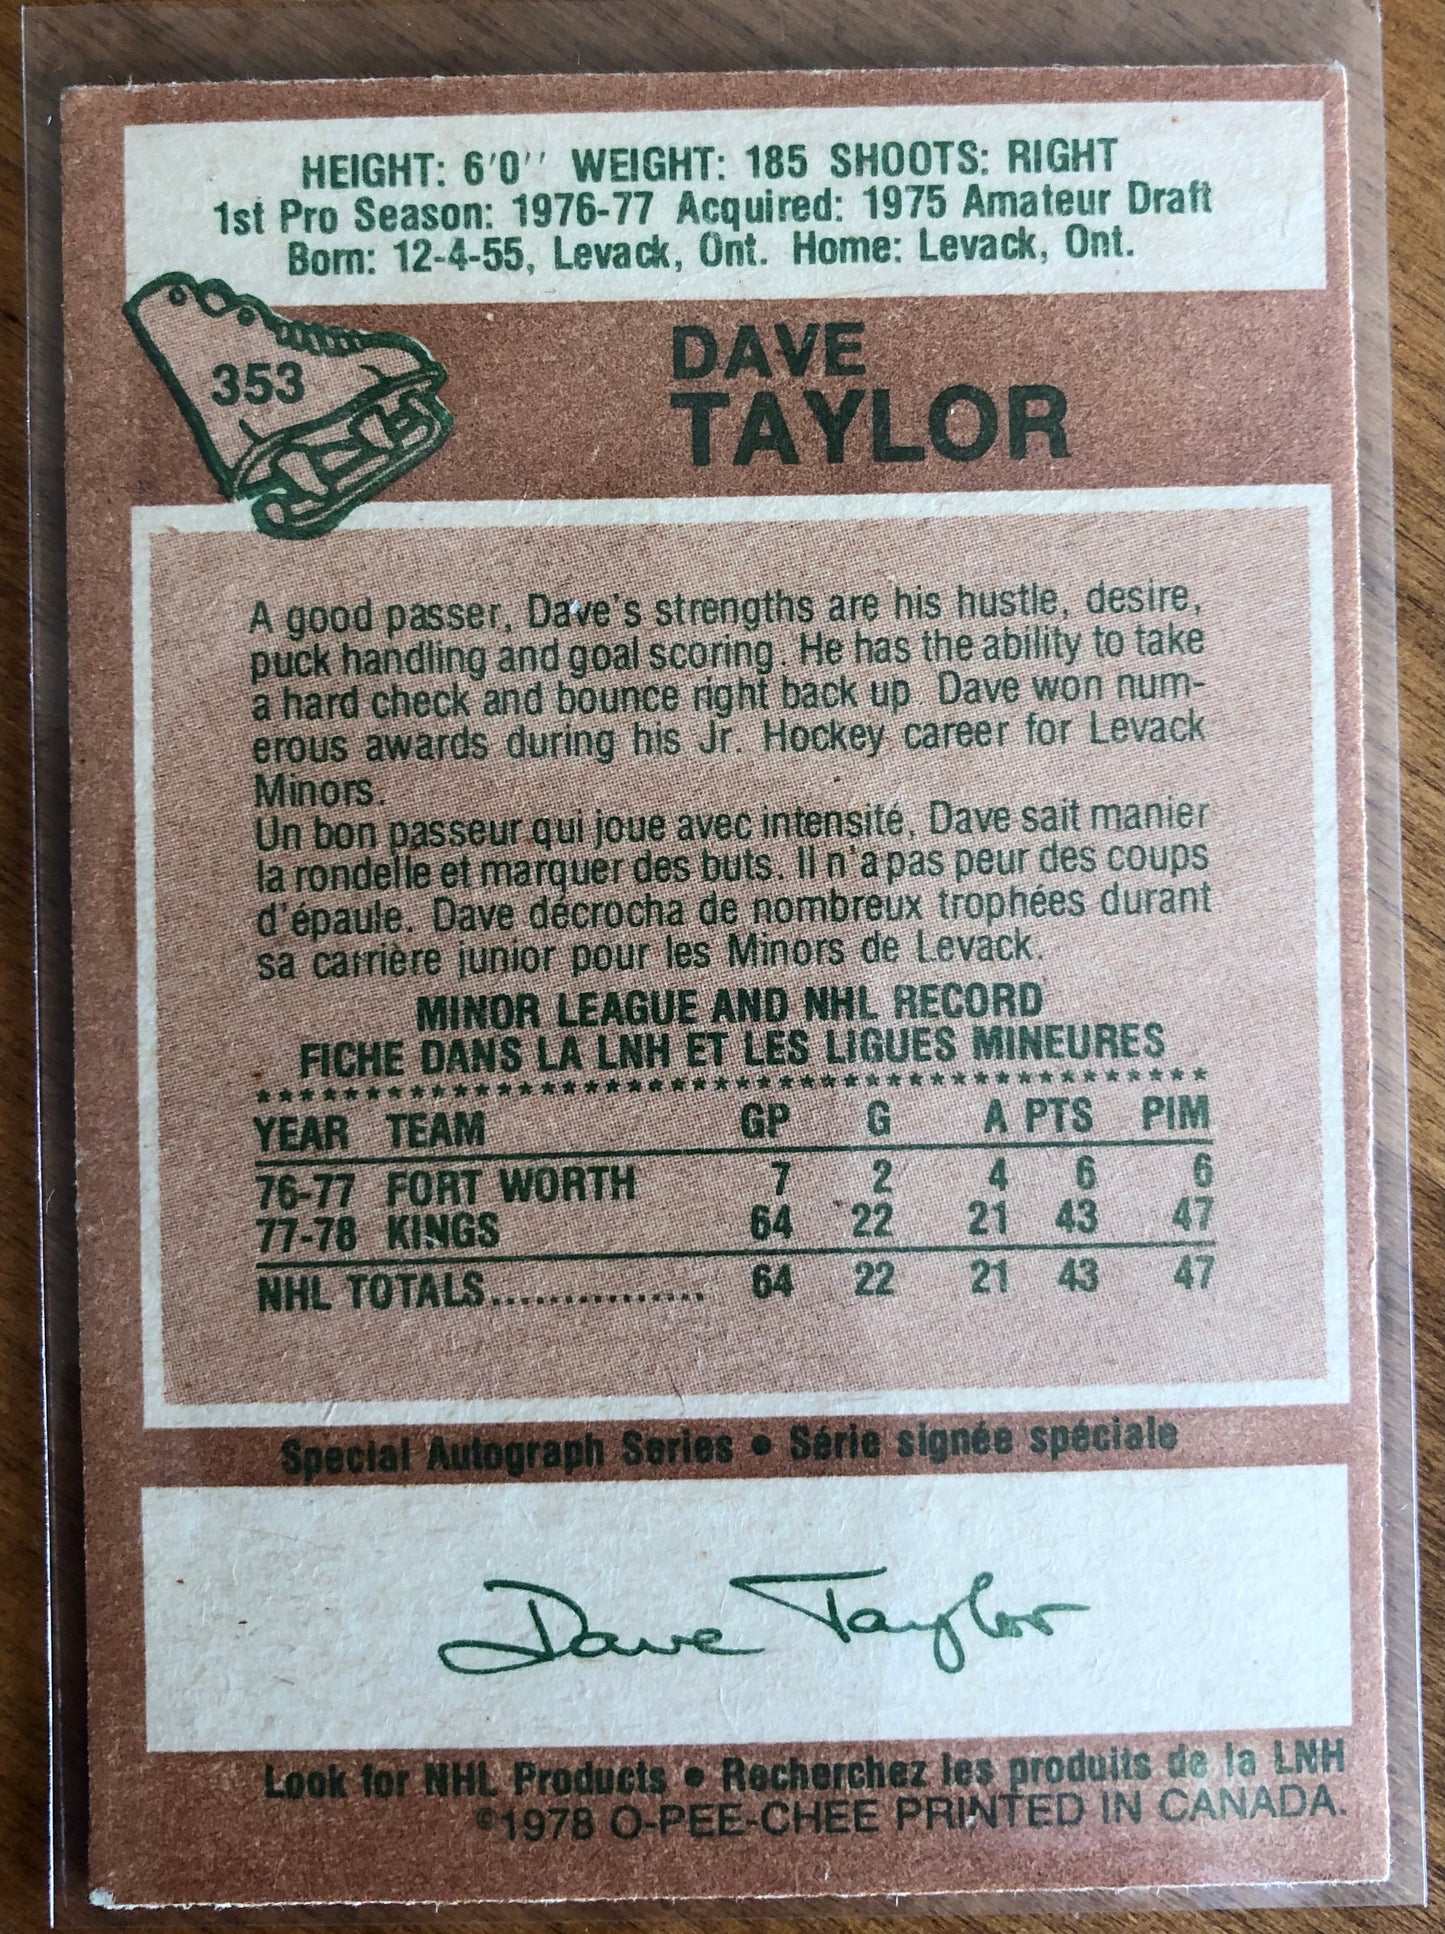 HEIGHT: 6'0'' WEIGHT: 185 SHOOTS: RIGHT
1st Pro Season: 1976-77 Acquired: 1975 Amateur Draft
Born: 12-4-55, Levack, Ont. Home: Levack, Ont.
353
DAVE
TAYLOR
A good passer, Dave's strengths are his hustle, desire,
puck handling and goal scoring. He has the ability to take
a hard check and bounce right back up. Dave won num-
erous awards during his Jr. Hockey career for Levack
Minors.
Un bon passeur qui joue avec intensité, Dave sait manier
la rondelle et marquer des buts. Il n'a pas peur des coups
d'épaule. Dave décrocha de nombreux trophées durant
sa carrière junior pour les Minors de Levack.
MINOR LEAGUE AND NHL RECORD
FICHE DANS LA LNH ET LES LIGUES MINEURES
YEAR TEAM GP G A PTS PIM
76-77 FORT WORTH 7 2 4 6 6
77-78 KINGS 64 22 21 43 47
NHL TOTALS............... 64 22 21 43 47
Special Autograph Series • Série signée spéciale
Dave Taylor
Look for NHL Products • Recherchez les produits de la LNH
©1978 O-PEE-CHEE PRINTED IN CANADA.